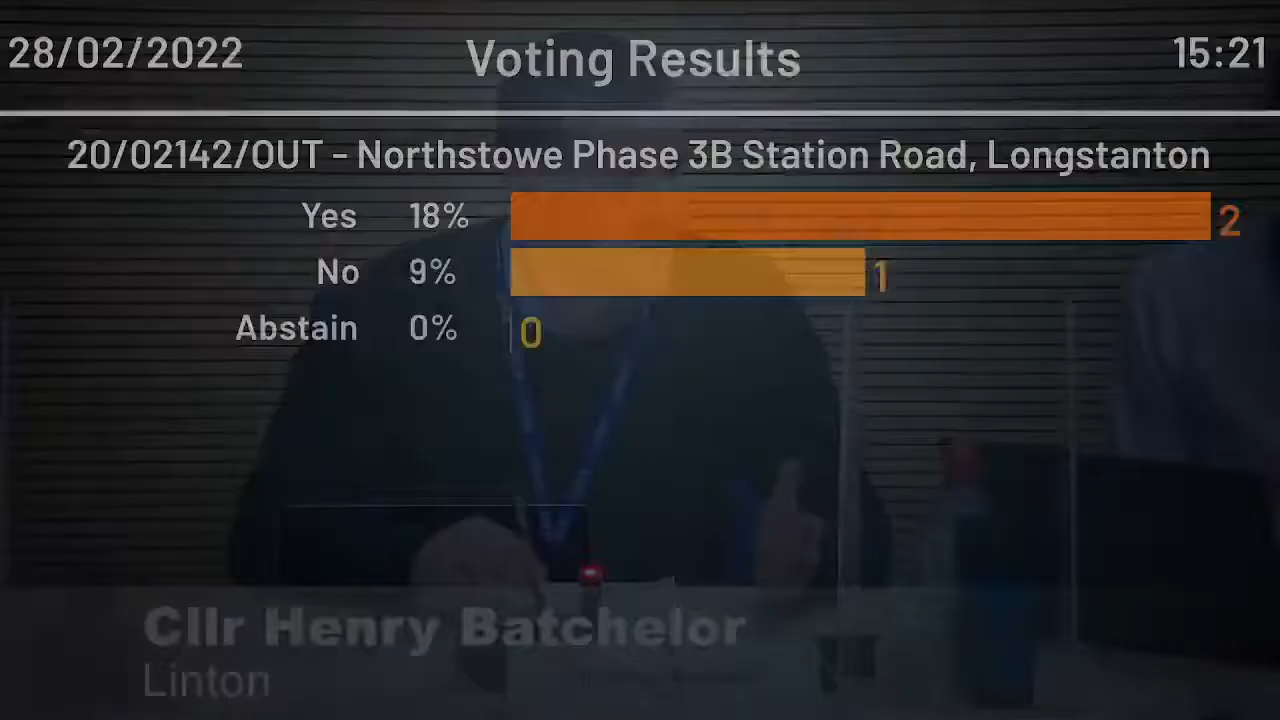 28/02/2022
Voting Results
15:21
20/02142/OUT - Northstowe Phase 3B Station Road, Longstanton
Yes 18% 2
No 9% 1
Abstain 0% 0
Cllr Henry Batchelor
Linton